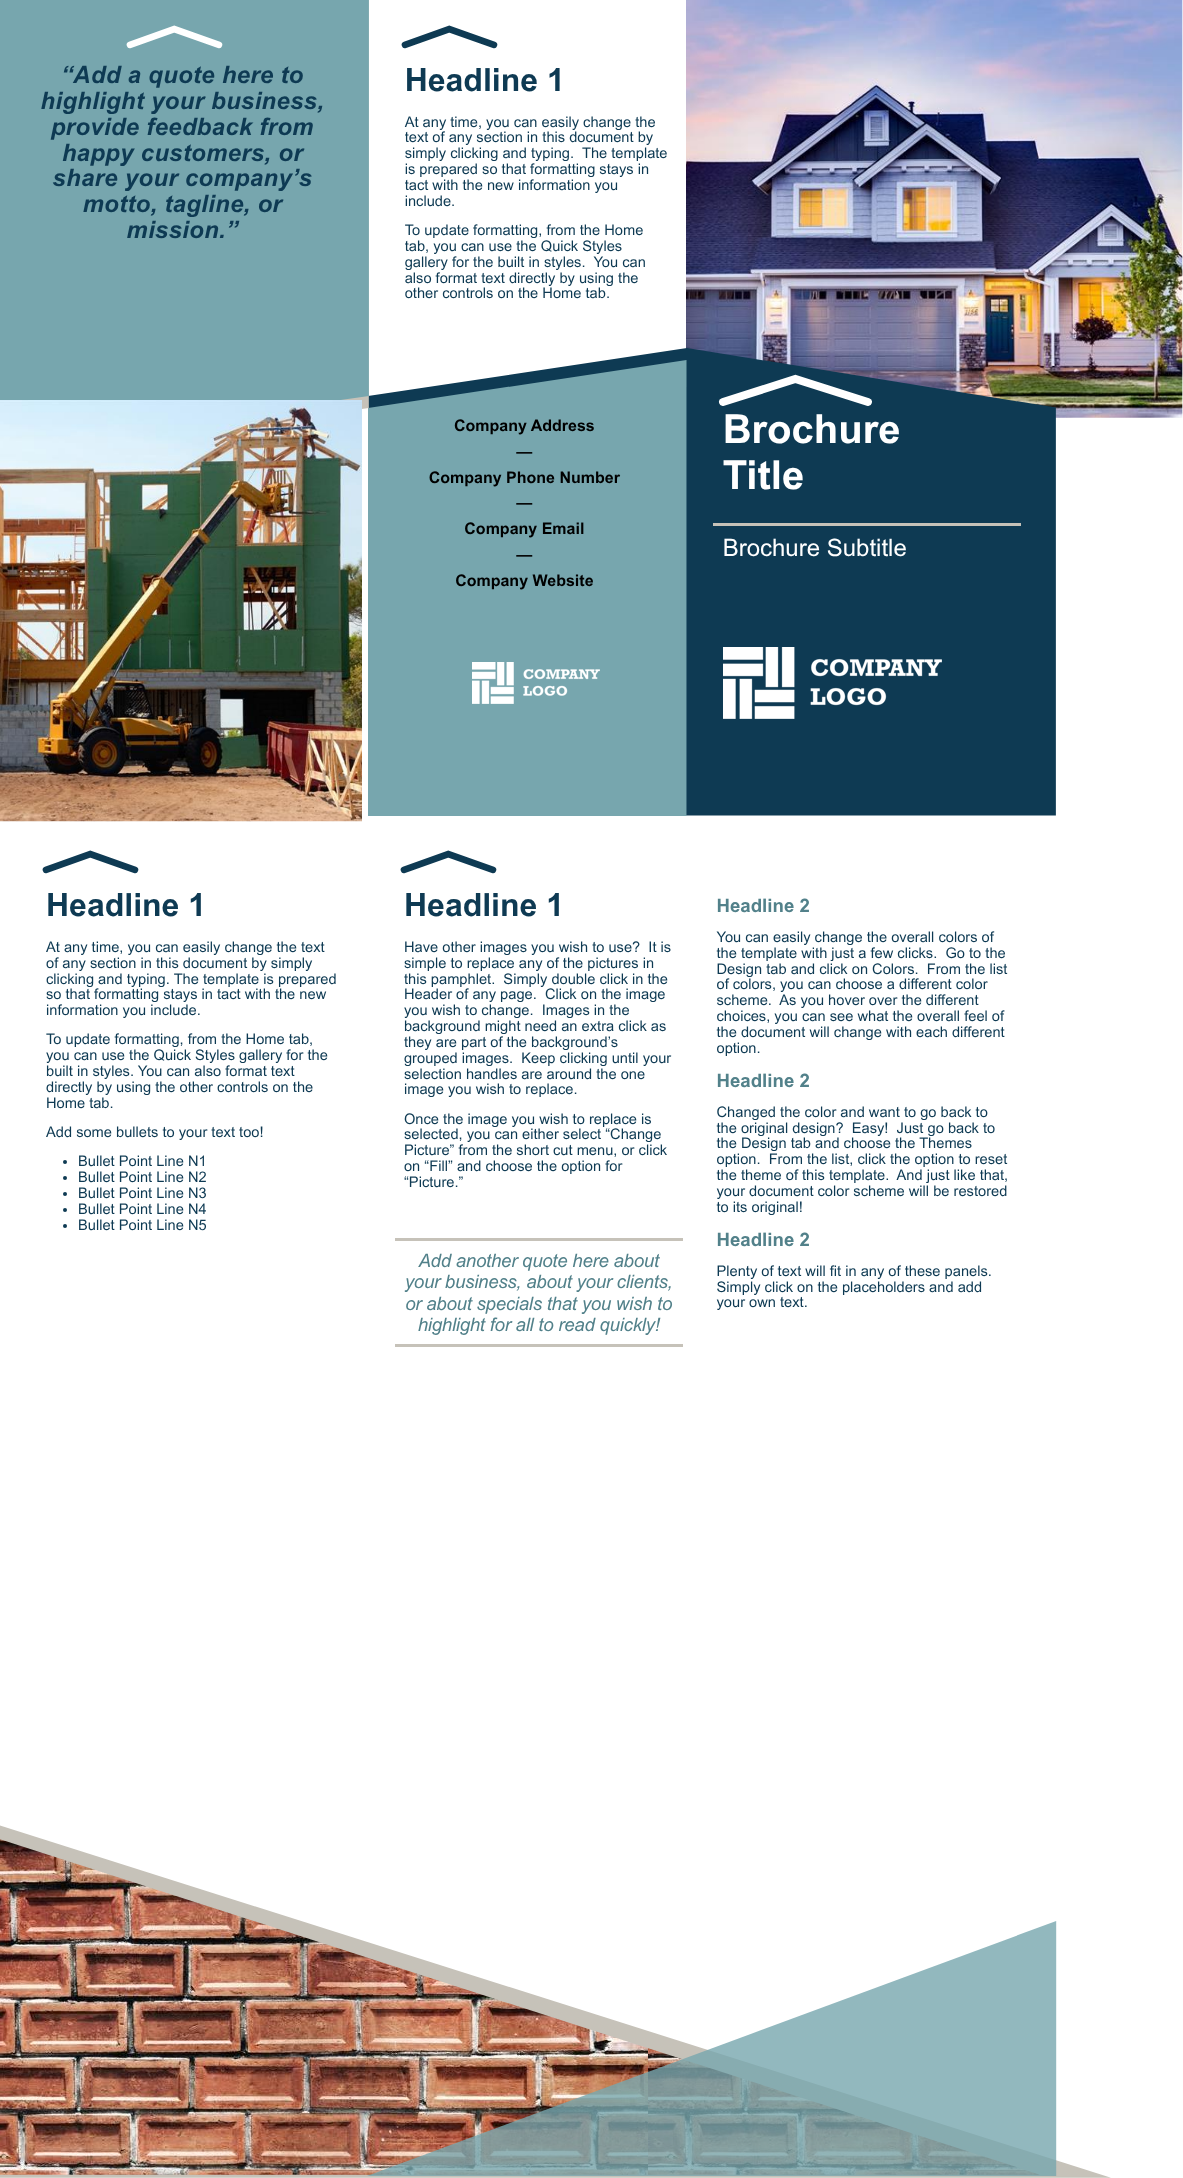 “Add a quote here to
highlight your business,
provide feedback from
happy customers, or
share your company’s
motto, tagline, or
mission.”
Headline 1
At any time, you can easily change the
text of any section in this document by
simply clicking and typing.  The template
is prepared so that formatting stays in
tact with the new information you
include.
To update formatting, from the Home
tab, you can use the Quick Styles
gallery for the built in styles.  You can
also format text directly by using the
other controls on the Home tab.
Company Address
—
Company Phone Number
—
Company Email
—
Company Website
COMPANY
LOGO
Brochure
Title
Brochure Subtitle
COMPANY
LOGO
Headline 1
At any time, you can easily change the text
of any section in this document by simply
clicking and typing. The template is prepared
so that formatting stays in tact with the new
information you include.
To update formatting, from the Home tab,
you can use the Quick Styles gallery for the
built in styles. You can also format text
directly by using the other controls on the
Home tab.
Add some bullets to your text too!
• Bullet Point Line N1
• Bullet Point Line N2
• Bullet Point Line N3
• Bullet Point Line N4
• Bullet Point Line N5
Headline 1
Have other images you wish to use?  It is
simple to replace any of the pictures in
this pamphlet.  Simply double click in the
Header of any page.  Click on the image
you wish to change.  Images in the
background might need an extra click as
they are part of the background’s
grouped images.  Keep clicking until your
selection handles are around the one
image you wish to replace.
Once the image you wish to replace is
selected, you can either select “Change
Picture” from the short cut menu, or click
on “Fill” and choose the option for
“Picture.”
Add another quote here about
your business, about your clients,
or about specials that you wish to
highlight for all to read quickly!
Headline 2
You can easily change the overall colors of
the template with just a few clicks.  Go to the
Design tab and click on Colors.  From the list
of colors, you can choose a different color
scheme.  As you hover over the different
choices, you can see what the overall feel of
the document will change with each different
option.
Headline 2
Changed the color and want to go back to
the original design?  Easy!  Just go back to
the Design tab and choose the Themes
option.  From the list, click the option to reset
the theme of this template.  And just like that,
your document color scheme will be restored
to its original!
Headline 2
Plenty of text will fit in any of these panels.
Simply click on the placeholders and add
your own text.